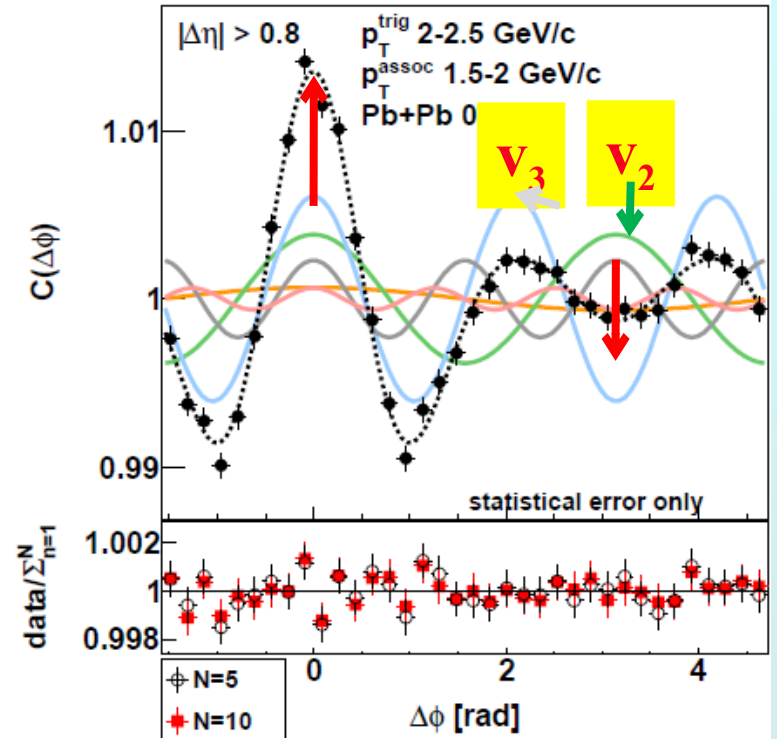 |Δη| > 0.8
p_T^trig 2-2.5 GeV/c
p_T^assoc 1.5-2 GeV/c
Pb+Pb 0
v_3
v_2
1.01
1
0.99
C(Δϕ)
statistical error only
1.002
1
0.998
data/Σ_{n=1}^N
0 2 4
Δϕ [rad]
N=5
N=10